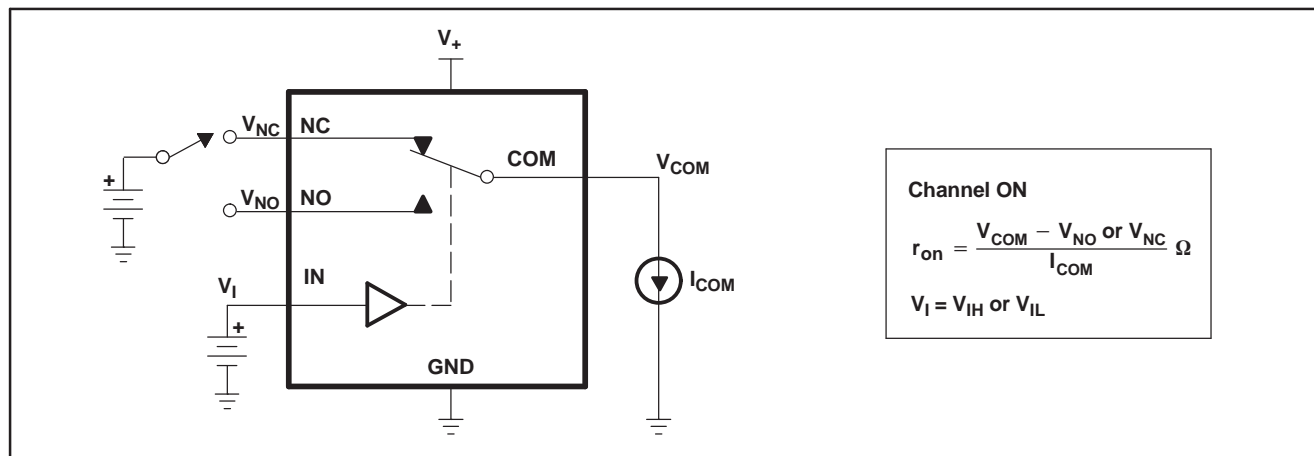 V+
VNC NC
COM
VCOM
+
VNO NO
IN
VI
+
ICOM
GND
Channel ON
ron = VCOM − VNO or VNC / ICOM Ω
VI = VIH or VIL